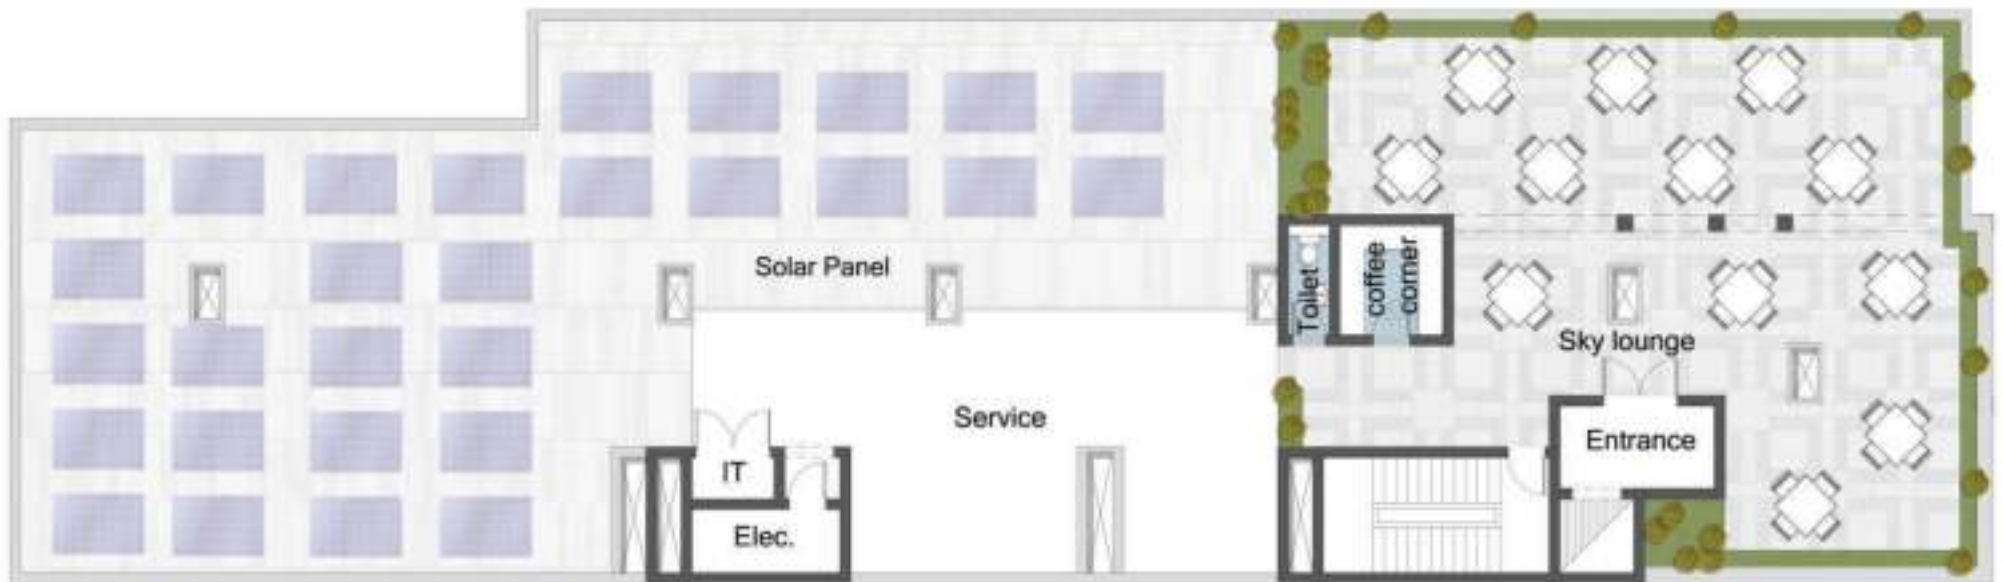 Solar Panel
Toilet
coffee
corner
Sky lounge
Service
Entrance
IT
Elec.